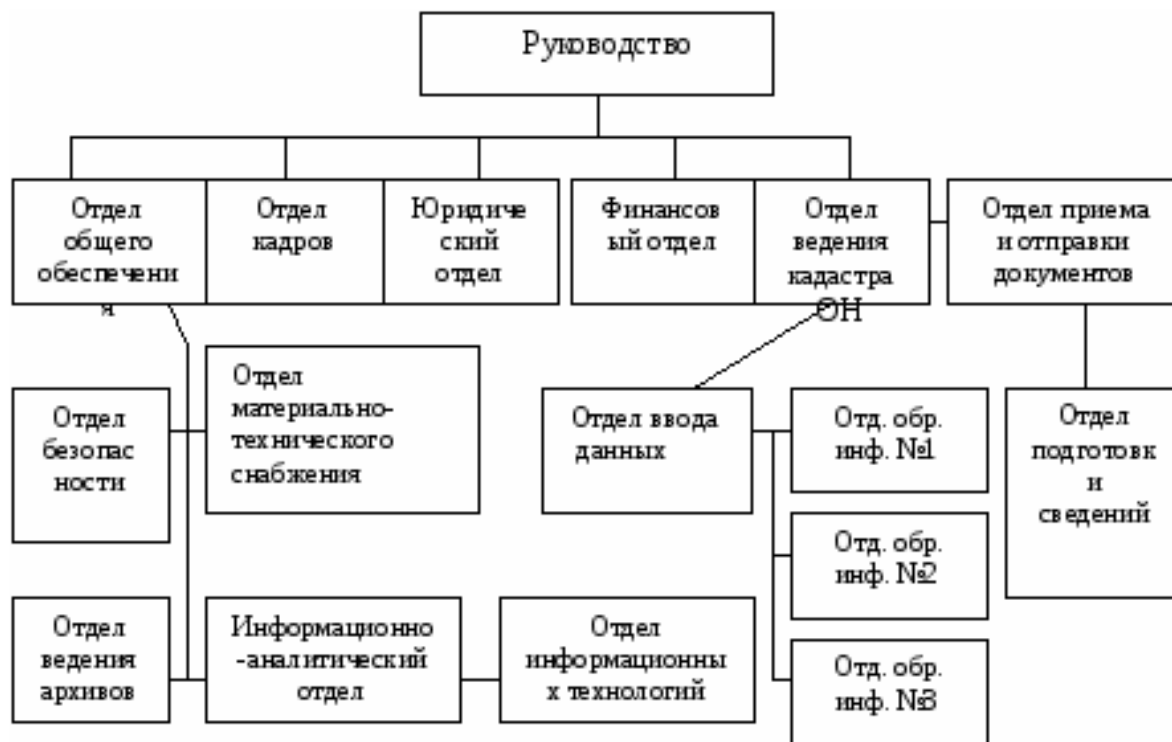 Руководство
Отдел
общего
обеспечени
я
Отдел
кадров
Юридиче
ский
отдел
Финансов
ый отдел
Отдел
ведения
кадастра
ОН
Отдел приема
и отправки
документов
Отдел
безопас
ности
Отдел
материально-
технического
снабжения
Отдел ввода
данных
Отд. обр.
инф. №1
Отд. обр.
инф. №2
Отд. обр.
инф. №3
Отдел
подготовк
и
сведений
Отдел
ведения
архивов
Информационно
-аналитический
отдел
Отдел
информационны
х технологий